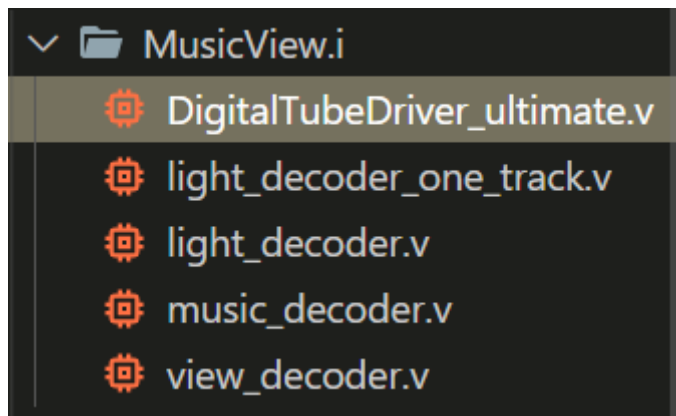 MusicView.i
DigitalTubeDriver_ultimate.v
light_decoder_one_track.v
light_decoder.v
music_decoder.v
view_decoder.v